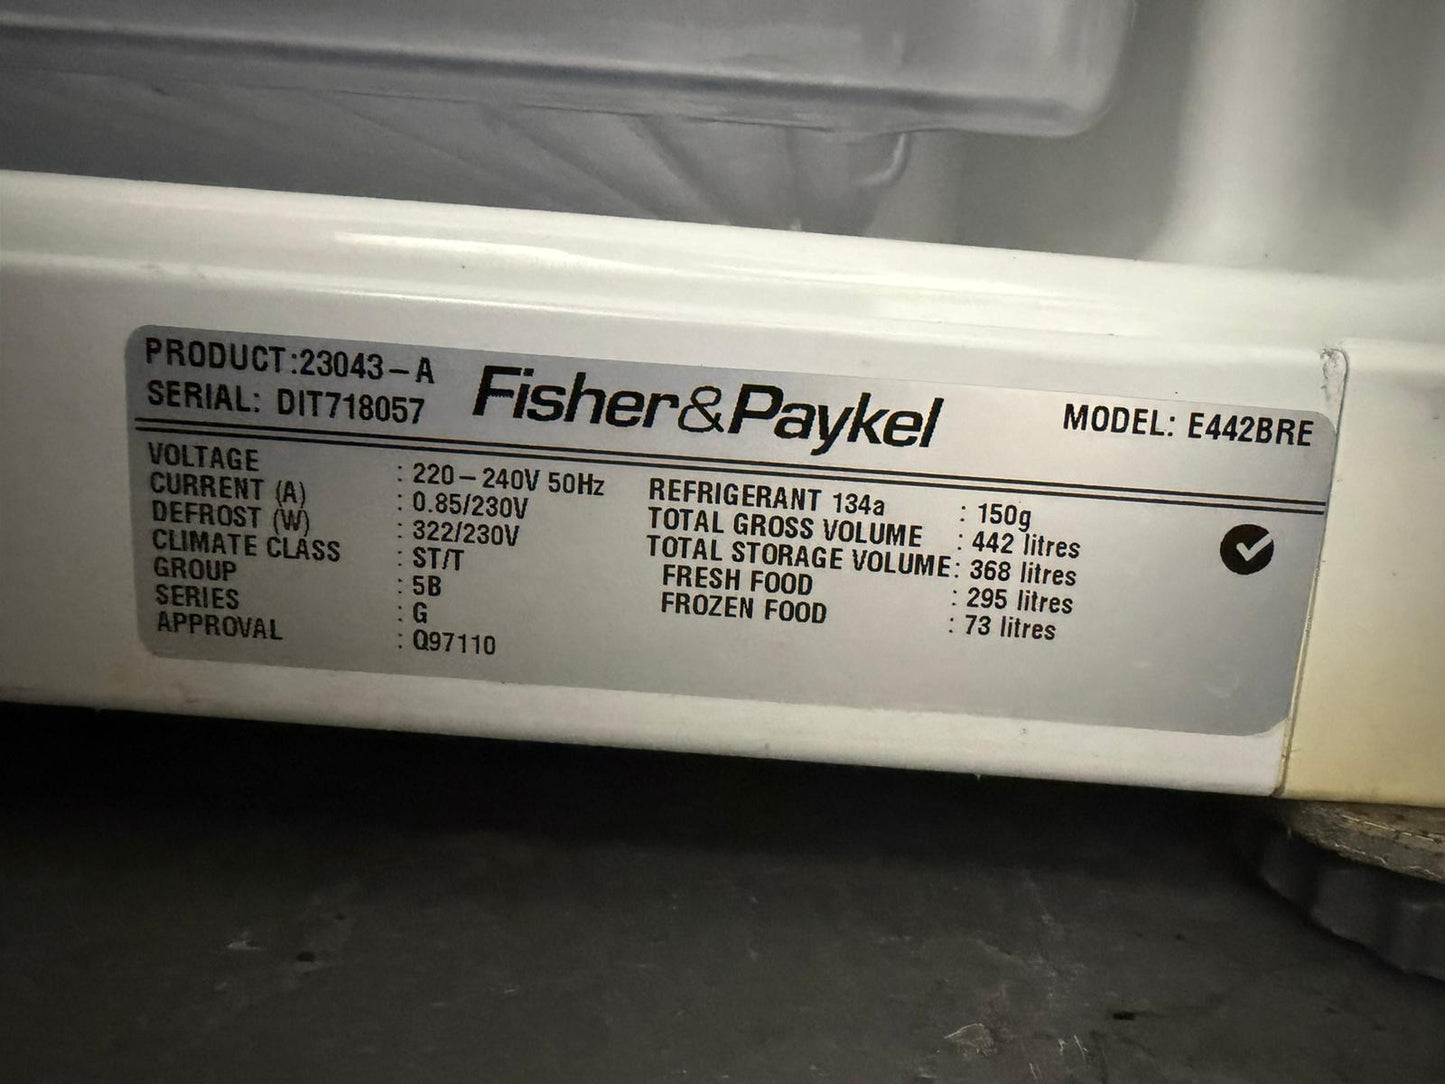 PRODUCT:23043-A
SERIAL: DIT718057
Fisher&Paykel
MODEL: E442BRE
VOLTAGE : 220-240V 50Hz
CURRENT (A) : 0.85/230V
DEFROST (W) : 322/230V
CLIMATE CLASS : ST/T
GROUP : 5B
SERIES : G
APPROVAL : Q97110
REFRIGERANT 134a : 150g
TOTAL GROSS VOLUME : 442 litres
TOTAL STORAGE VOLUME: 368 litres
FRESH FOOD : 295 litres
FROZEN FOOD : 73 litres